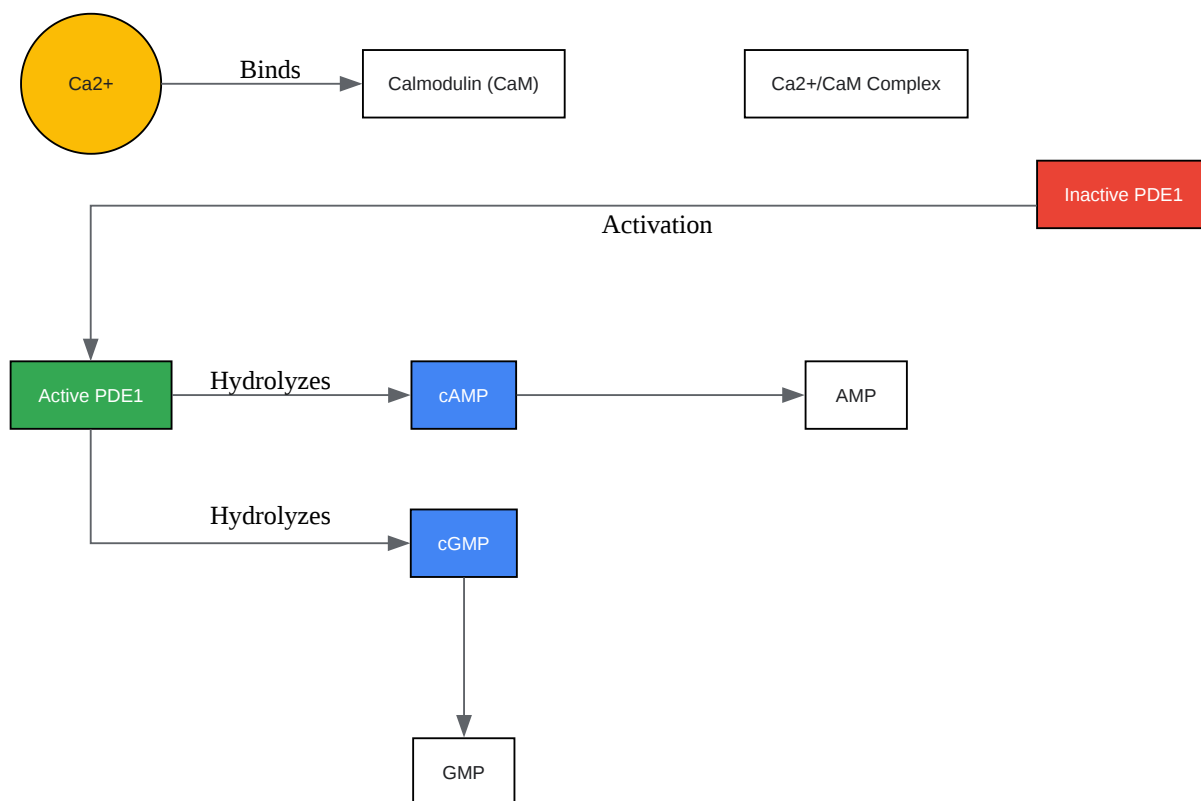 Ca2+
Binds
Calmodulin (CaM)
Ca2+/CaM Complex
Inactive PDE1
Activation
Active PDE1
Hydrolyzes
cAMP
AMP
Hydrolyzes
cGMP
GMP